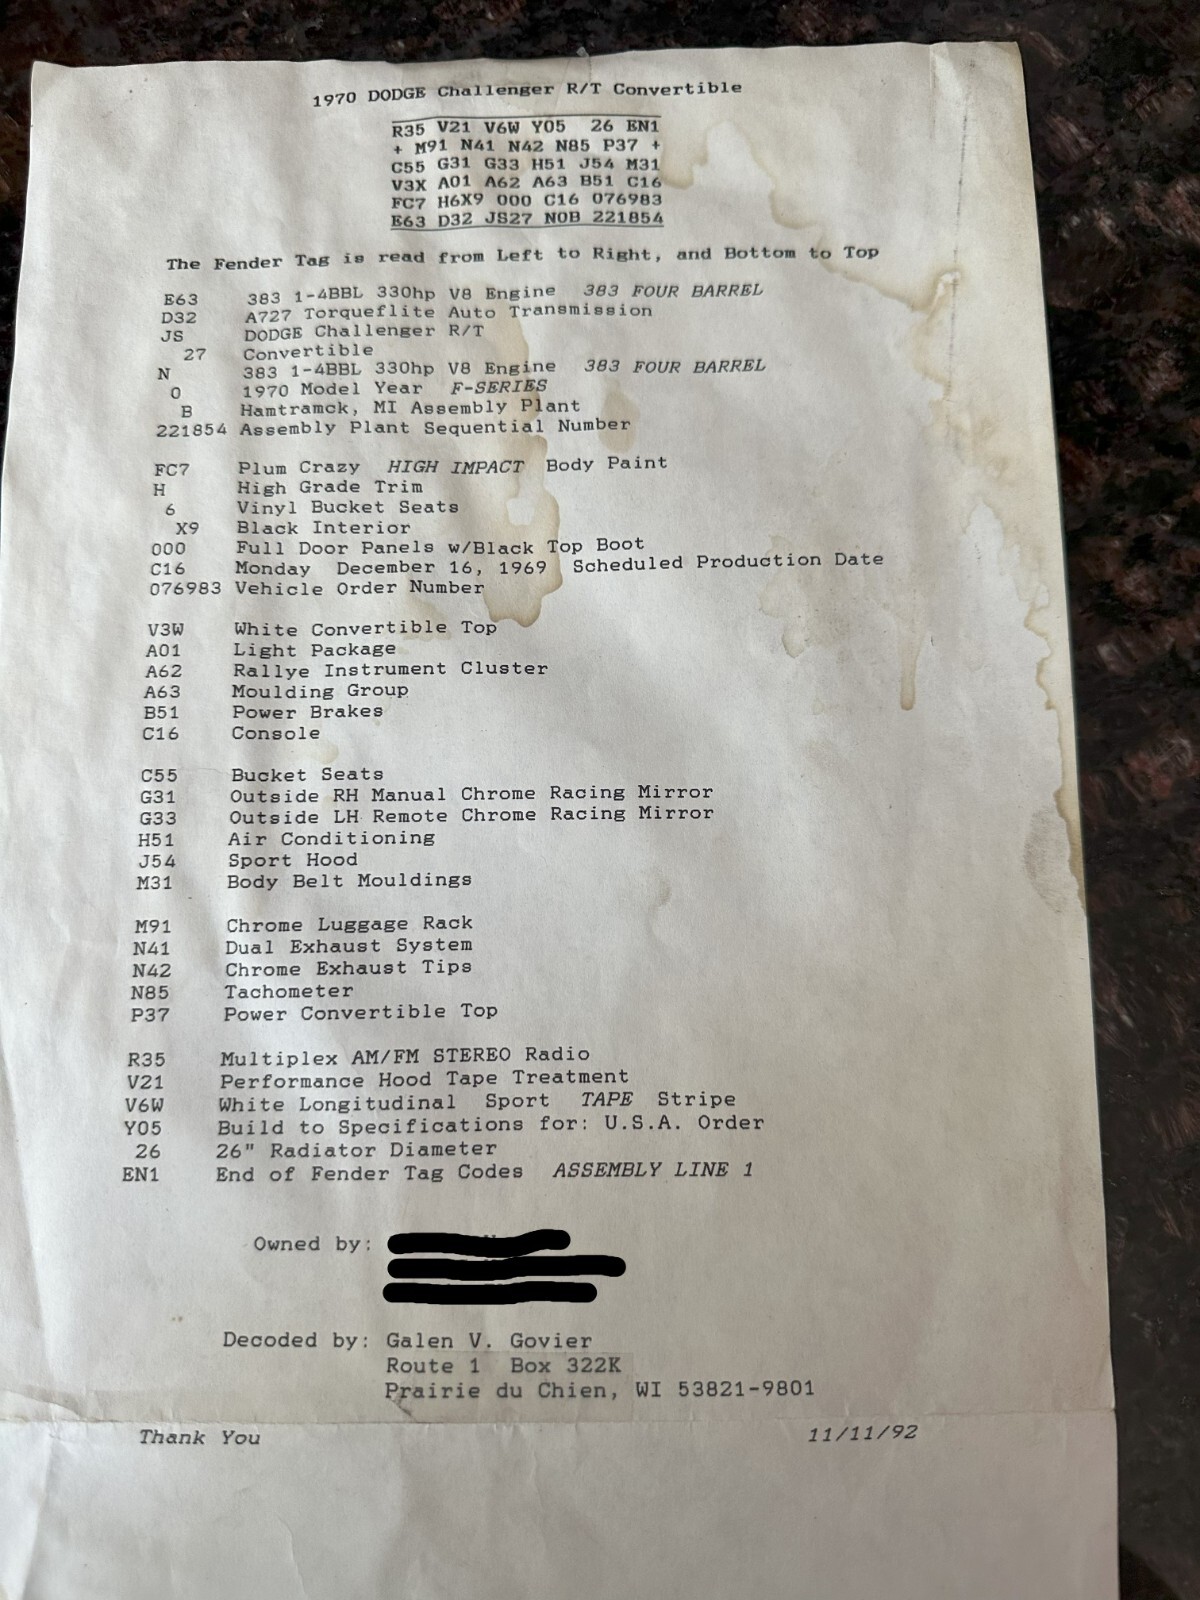 1970 DODGE Challenger R/T Convertible
R35 V21 V6W Y05 26 EN1
+ M91 N41 N42 N85 P37 +
C55 G31 G33 H51 J54 M31
V3X A01 A62 A63 B51 C16
FC7 H6X9 000 C16 076983
E63 D32 JS27 N0B 221854
The Fender Tag is read from Left to Right, and Bottom to Top
E63 383 1-4BBL 330hp V8 Engine 383 FOUR BARREL
D32 A727 Torqueflite Auto Transmission
JS DODGE Challenger R/T
27 Convertible
N 383 1-4BBL 330hp V8 Engine 383 FOUR BARREL
0 1970 Model Year F-SERIES
B Hamtramck, MI Assembly Plant
221854 Assembly Plant Sequential Number
FC7 Plum Crazy HIGH IMPACT Body Paint
H High Grade Trim
6 Vinyl Bucket Seats
X9 Black Interior
000 Full Door Panels w/Black Top Boot
C16 Monday December 16, 1969 Scheduled Production Date
076983 Vehicle Order Number
V3W White Convertible Top
A01 Light Package
A62 Rallye Instrument Cluster
A63 Moulding Group
B51 Power Brakes
C16 Console
C55 Bucket Seats
G31 Outside RH Manual Chrome Racing Mirror
G33 Outside LH Remote Chrome Racing Mirror
H51 Air Conditioning
J54 Sport Hood
M31 Body Belt Mouldings
M91 Chrome Luggage Rack
N41 Dual Exhaust System
N42 Chrome Exhaust Tips
N85 Tachometer
P37 Power Convertible Top
R35 Multiplex AM/FM STEREO Radio
V21 Performance Hood Tape Treatment
V6W White Longitudinal Sport TAPE Stripe
Y05 Build to Specifications for: U.S.A. Order
26 26" Radiator Diameter
EN1 End of Fender Tag Codes ASSEMBLY LINE 1
Owned by:
Decoded by: Galen V. Govier
Route 1 Box 322K
Prairie du Chien, WI 53821-9801
Thank You 11/11/92